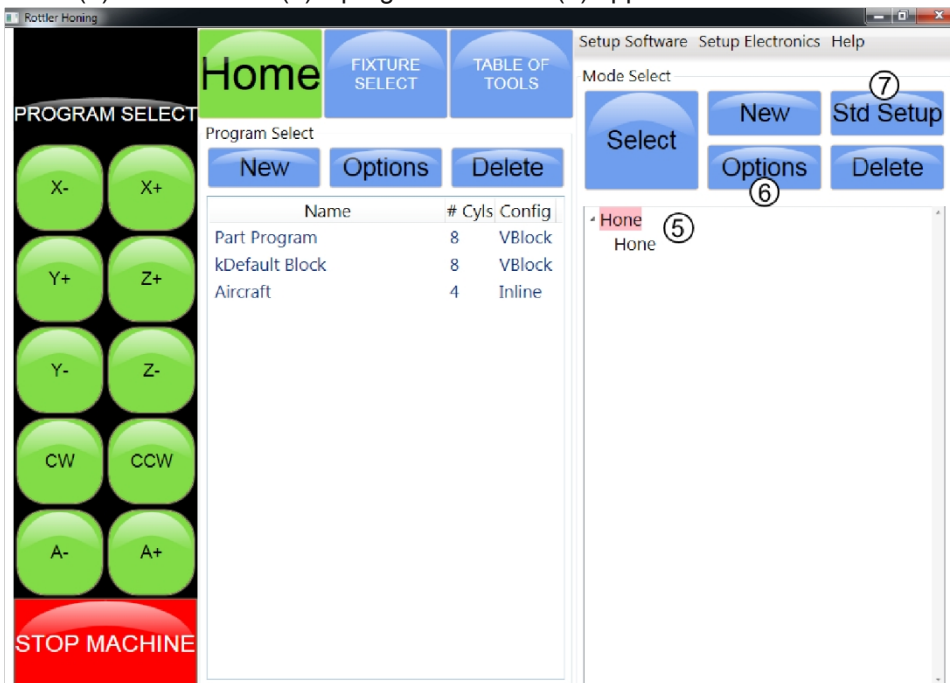 Rottler Honing
PROGRAM SELECT
X-
X+
Y+
Z+
Y-
Z-
CW
CCW
A-
A+
STOP MACHINE
Home
FIXTURE
SELECT
TABLE OF
TOOLS
Program Select
New
Options
Delete
Name # Cyls Config
Part Program 8 VBlock
kDefault Block 8 VBlock
Aircraft 4 Inline
Setup Software Setup Electronics Help
Mode Select
7
Select
New
Std Setup
Options
Delete
6
Hone
5
Hone